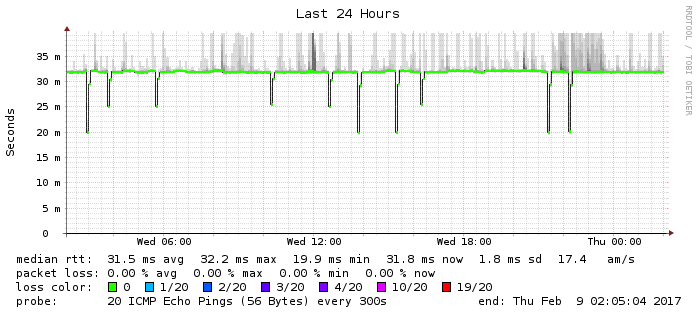 Last 24 Hours
RRDTOOL / TOBI OETIKER
Seconds
35 m
30 m
25 m
20 m
15 m
10 m
5 m
0
Wed 06:00 Wed 12:00 Wed 18:00 Thu 00:00
median rtt: 31.5 ms avg 32.2 ms max 19.9 ms min 31.8 ms now 1.8 ms sd 17.4 am/s
packet loss: 0.00 % avg 0.00 % max 0.00 % min 0.00 % now
loss color: 0 1/20 2/20 3/20 4/20 10/20 19/20
probe: 20 ICMP Echo Pings (56 Bytes) every 300s end: Thu Feb 9 02:05:04 2017